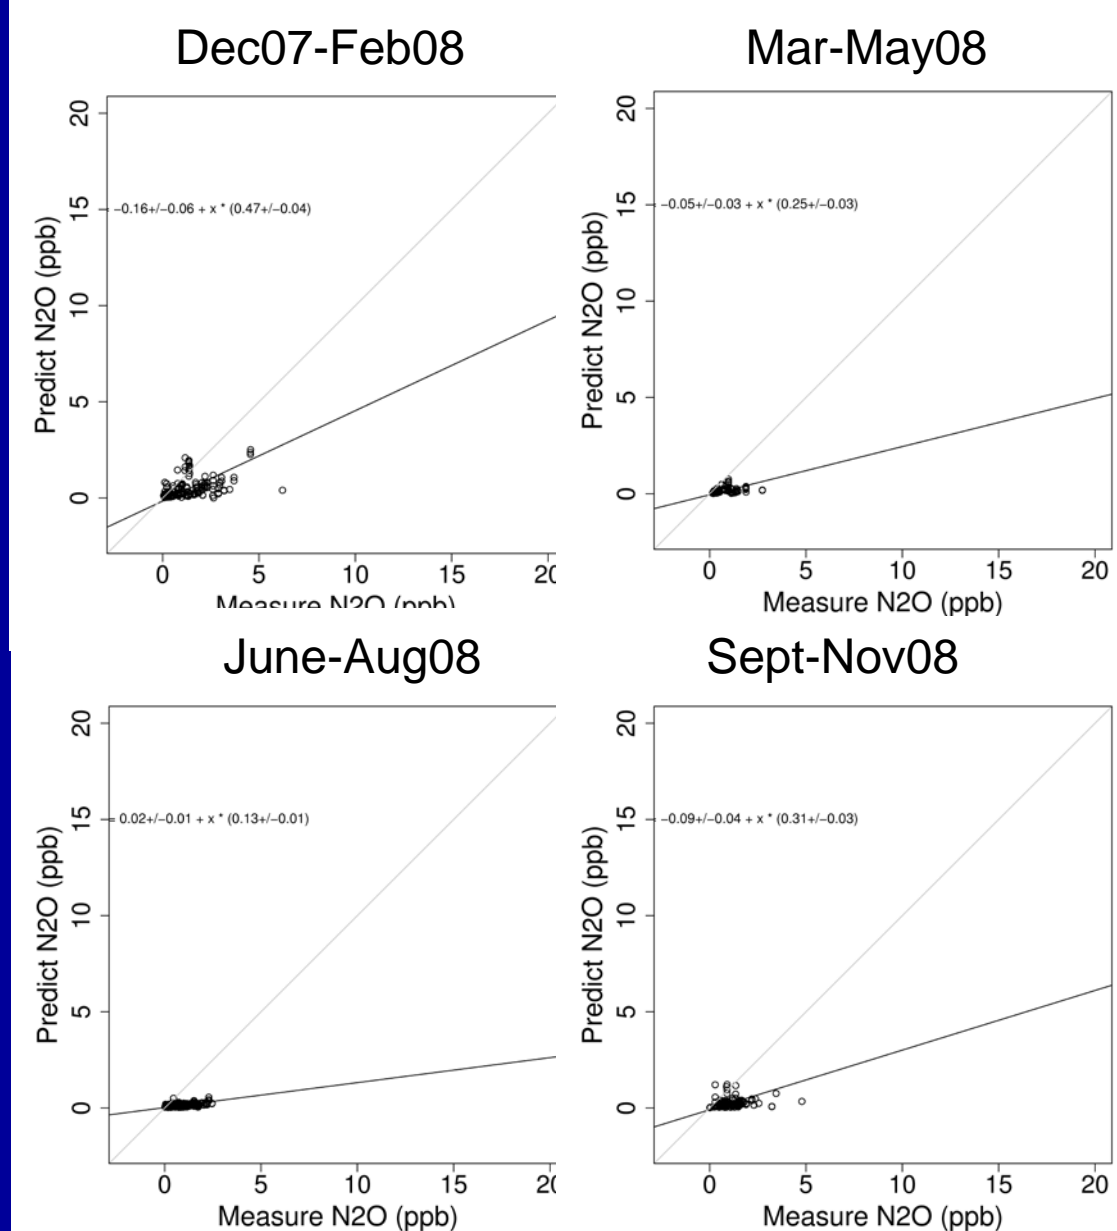 Dec07-Feb08
Mar-May08
Predict N2O (ppb)
20
15
10
5
0
−0.16+/−0.06 + x * (0.47+/−0.04)
0 5 10 15 20
Measure N2O (ppb)
Predict N2O (ppb)
20
15
10
5
0
−0.05+/−0.03 + x * (0.25+/−0.03)
0 5 10 15 20
Measure N2O (ppb)
June-Aug08
Sept-Nov08
Predict N2O (ppb)
20
15
10
5
0
0.02+/−0.01 + x * (0.13+/−0.01)
0 5 10 15 20
Measure N2O (ppb)
Predict N2O (ppb)
20
15
10
5
0
−0.09+/−0.04 + x * (0.31+/−0.03)
0 5 10 15 20
Measure N2O (ppb)